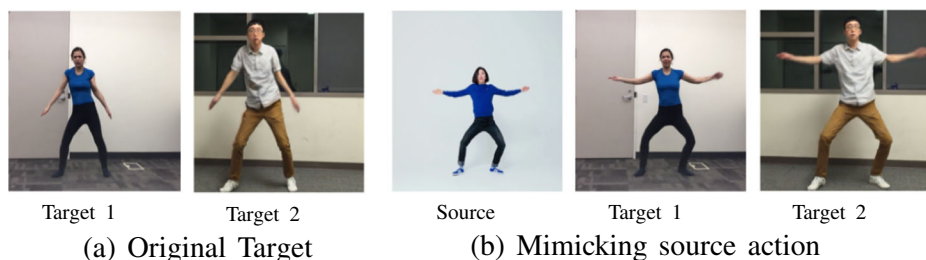 Target 1
Target 2
Source
Target 1
Target 2
(a) Original Target
(b) Mimicking source action